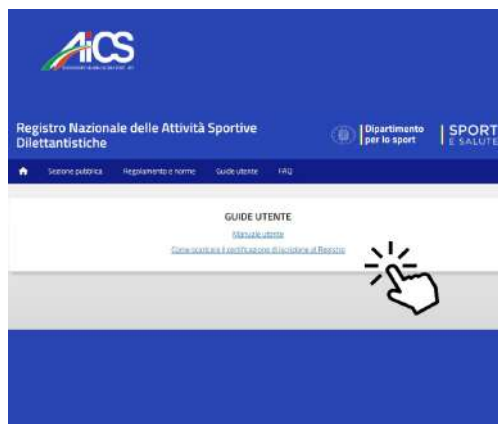 AiCS
Registro Nazionale delle Attività Sportive
Dilettantistiche
Dipartimento
per lo sport
SPORT
E SALUTE
Sezione pubblica Regolamento e norme Guide utente FAQ
GUIDE UTENTE
Manuale utente
Come scaricare il certificazione di iscrizione al Registro